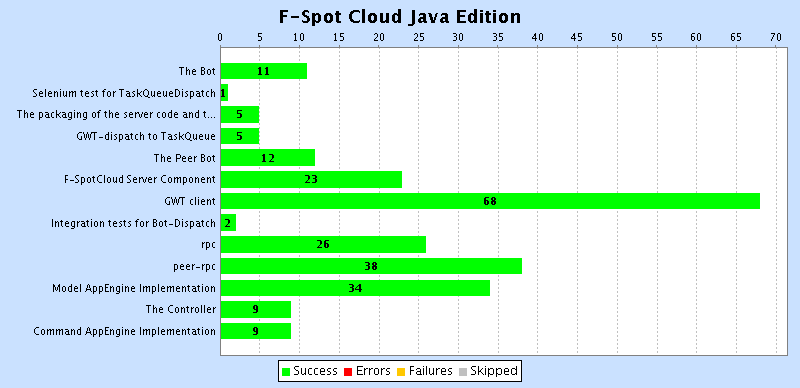 F-Spot Cloud Java Edition
0 5 10 15 20 25 30 35 40 45 50 55 60 65 70
The Bot 11
Selenium test for TaskQueueDispatch 1
The packaging of the server code and t... 5
GWT-dispatch to TaskQueue 5
The Peer Bot 12
F-SpotCloud Server Component 23
GWT client 68
Integration tests for Bot-Dispatch 2
rpc 26
peer-rpc 38
Model AppEngine Implementation 34
The Controller 9
Command AppEngine Implementation 9
Success Errors Failures Skipped